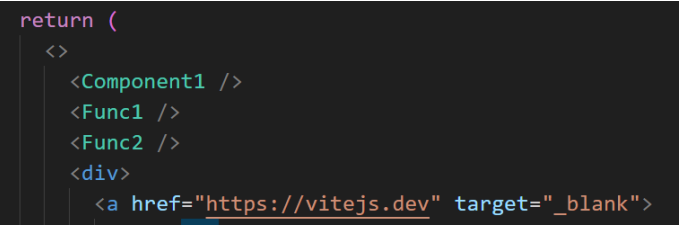 return (
<>
<Component1 />
<Func1 />
<Func2 />
<div>
<a href="https://vitejs.dev" target="_blank">